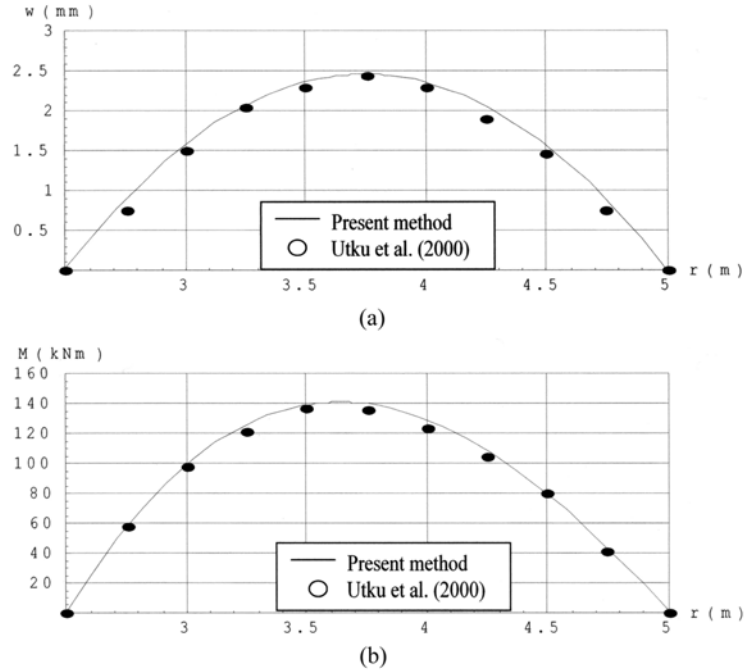 w (mm)
3
2.5
2
1.5
1
0.5
Present method
Utku et al. (2000)
3 3.5 4 4.5 5 r (m)
(a)
M (kNm)
160
140
120
100
80
60
40
20
Present method
Utku et al. (2000)
3 3.5 4 4.5 5 r (m)
(b)